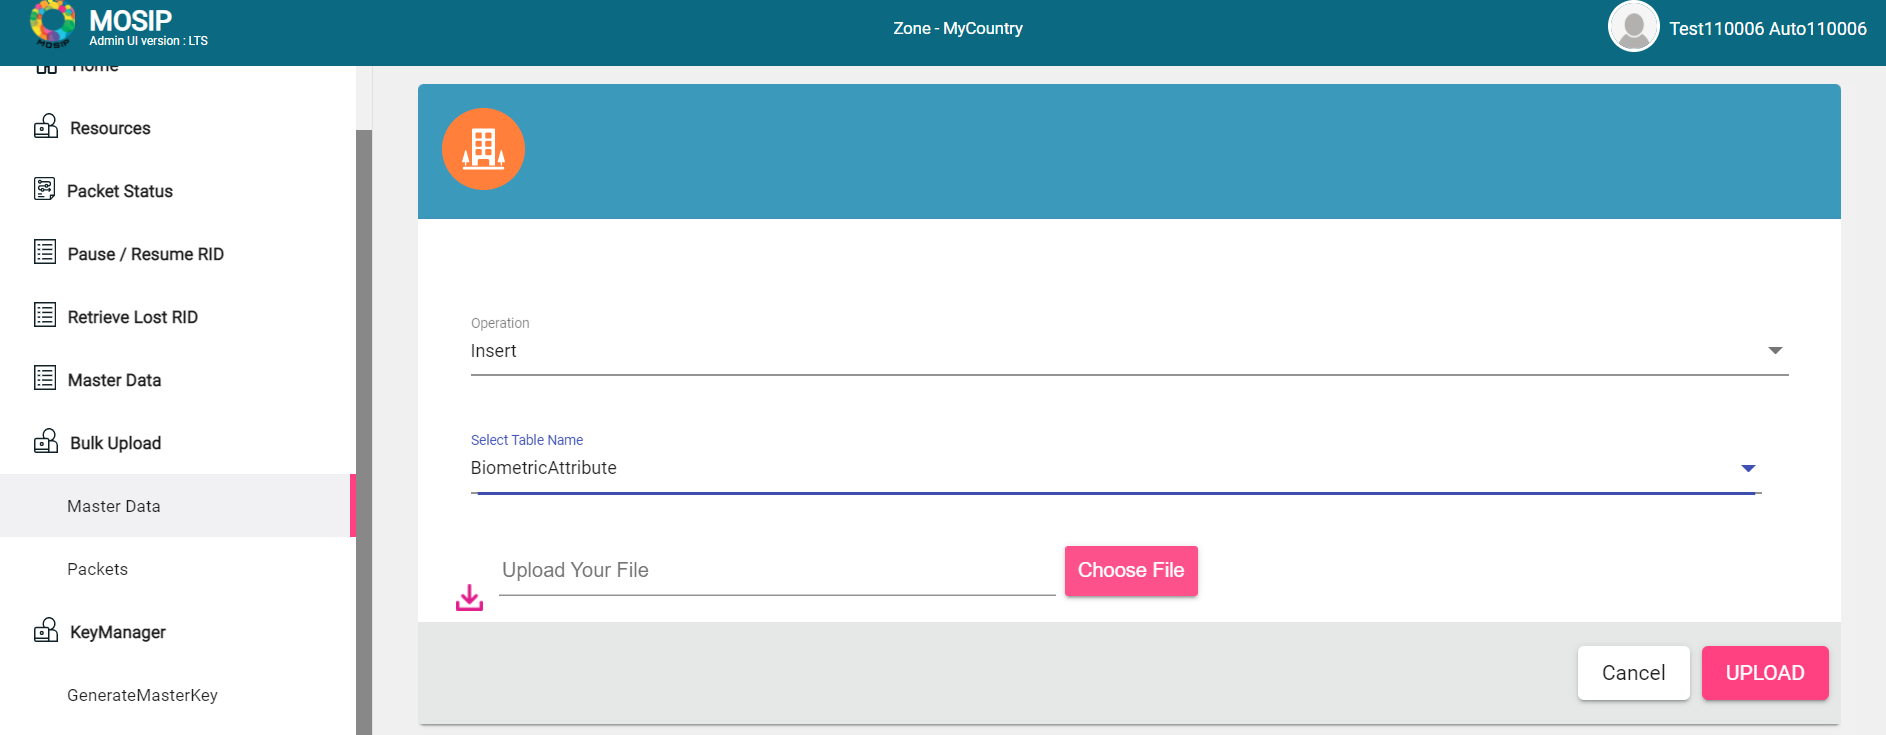 MOSIP
Admin UI version : LTS
Zone - MyCountry
Test110006 Auto110006
Home
Resources
Packet Status
Pause / Resume RID
Retrieve Lost RID
Master Data
Bulk Upload
Master Data
Packets
KeyManager
GenerateMasterKey
Operation
Insert
Select Table Name
BiometricAttribute
Upload Your File
Choose File
Cancel
UPLOAD